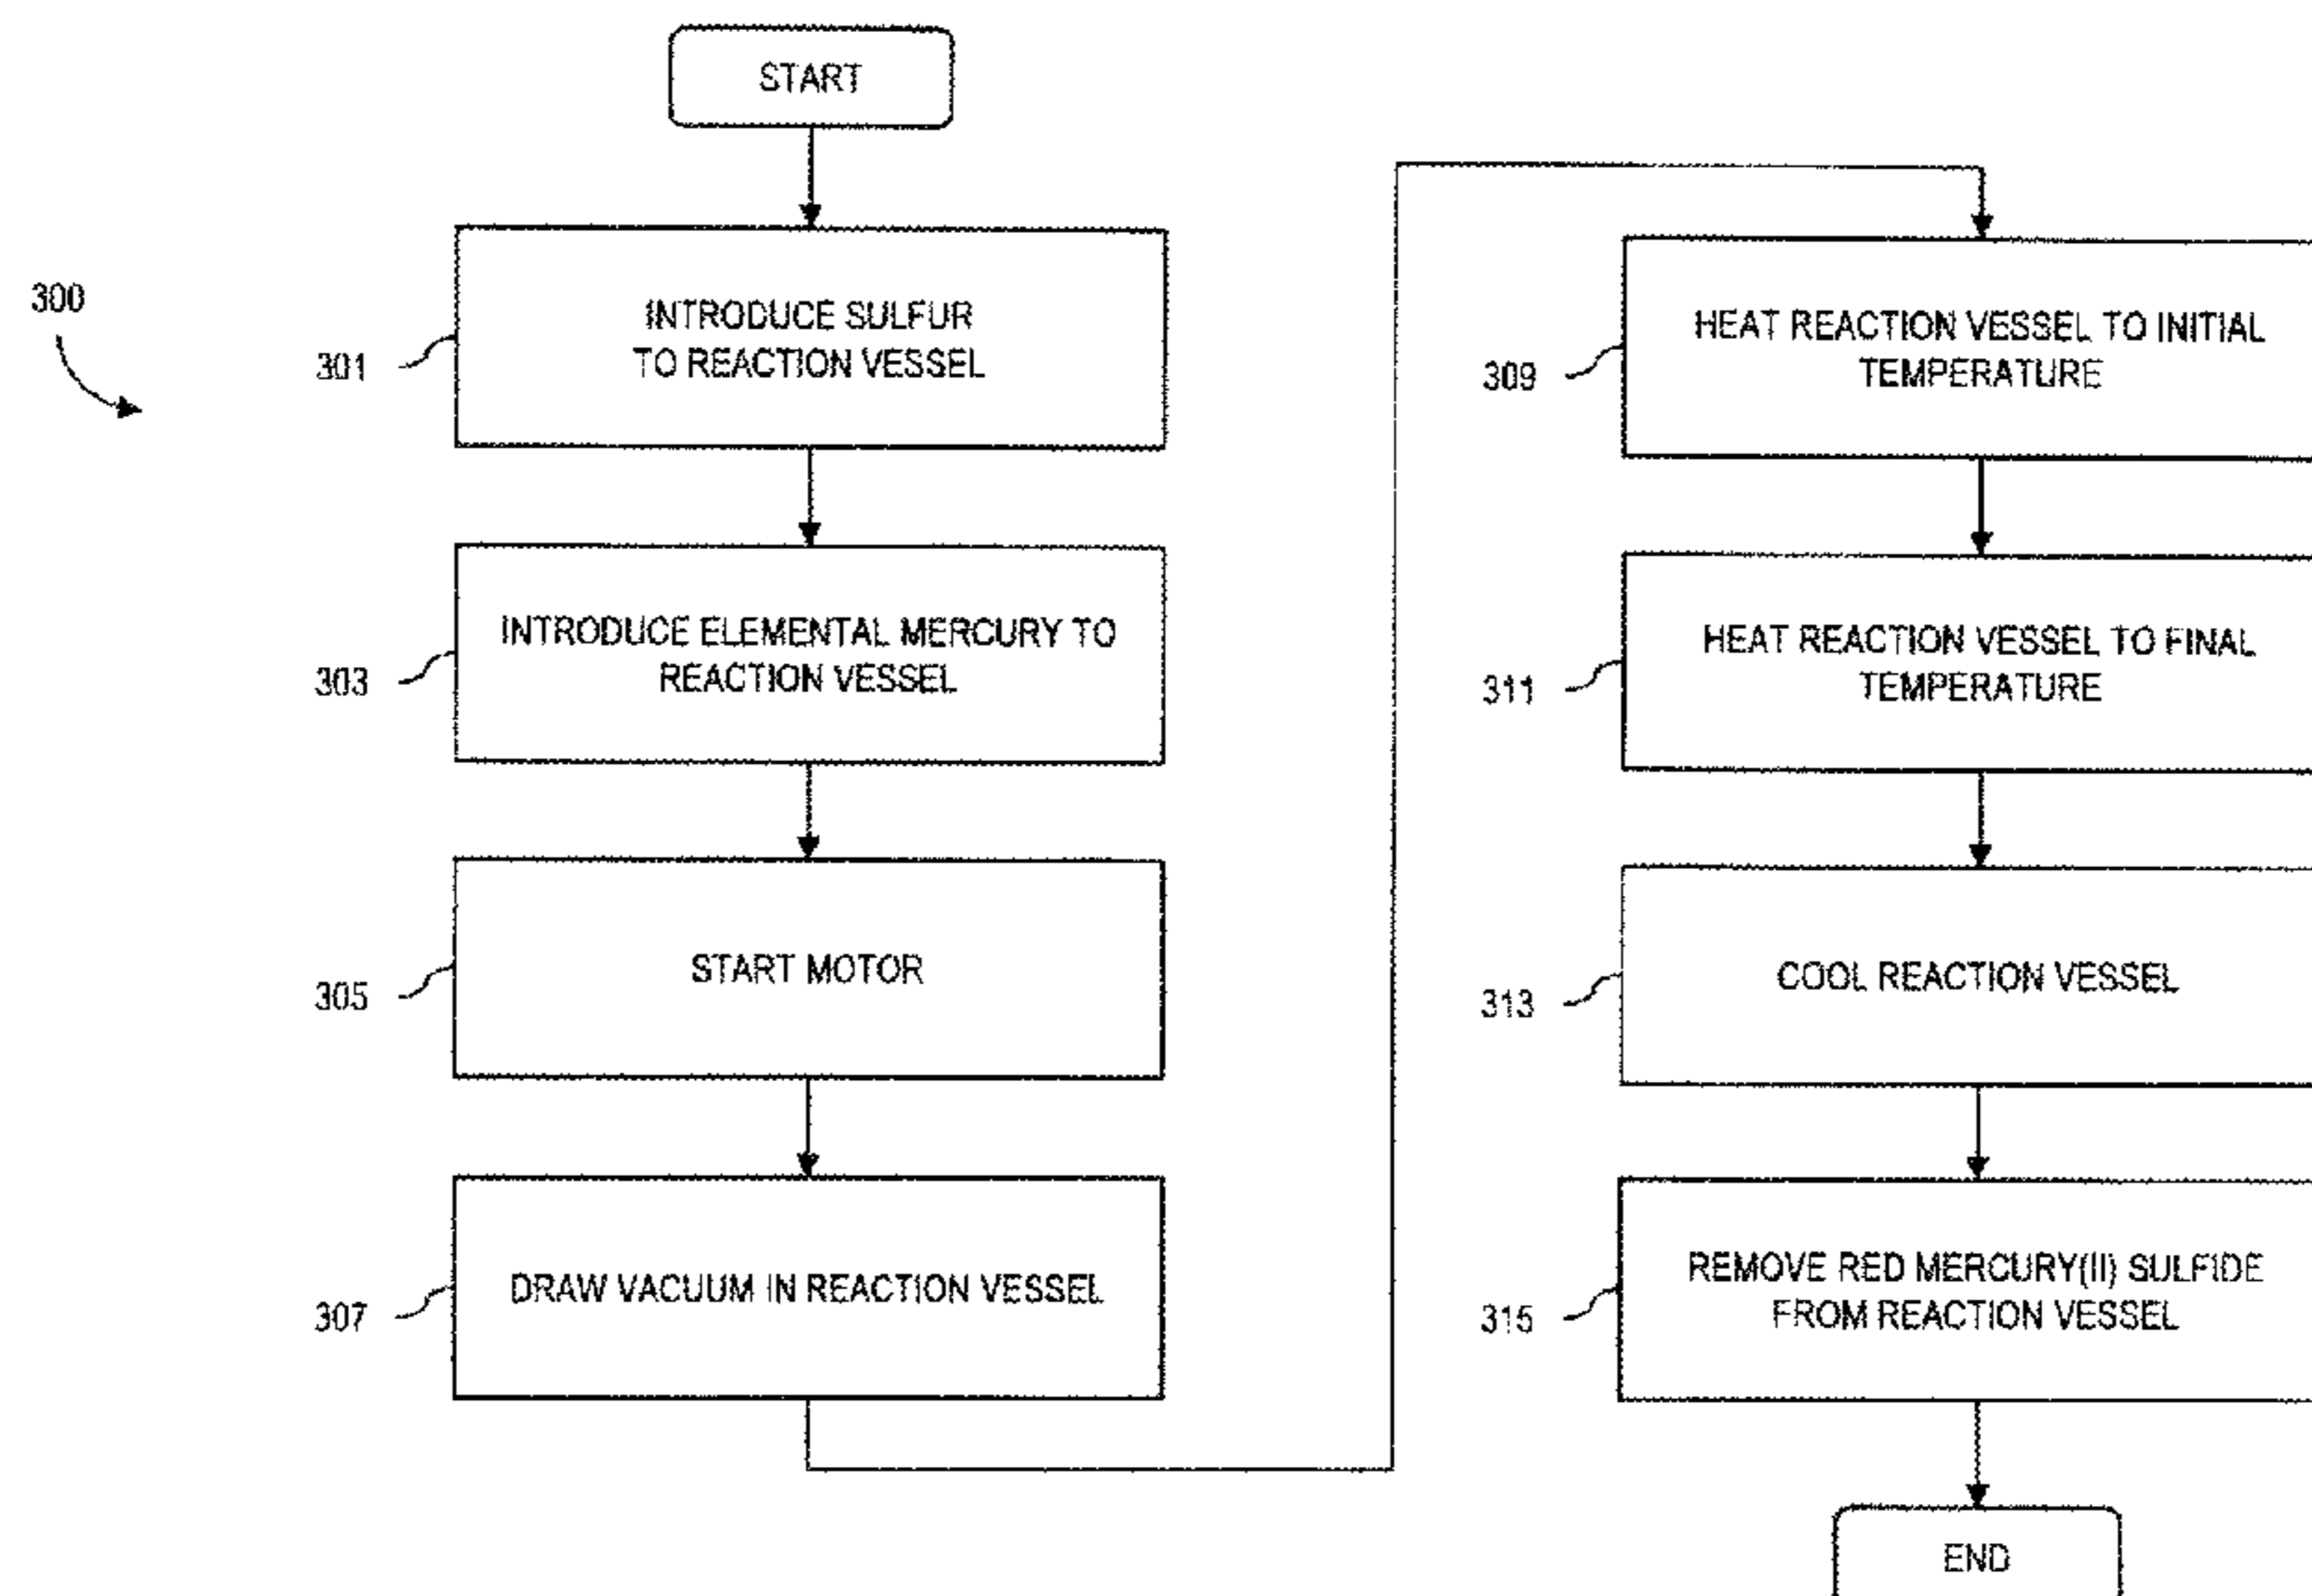 START
300
301
INTRODUCE SULFUR
TO REACTION VESSEL
303
INTRODUCE ELEMENTAL MERCURY TO
REACTION VESSEL
305
START MOTOR
307
DRAW VACUUM IN REACTION VESSEL
309
HEAT REACTION VESSEL TO INITIAL
TEMPERATURE
311
HEAT REACTION VESSEL TO FINAL
TEMPERATURE
313
COOL REACTION VESSEL
315
REMOVE RED MERCURY(II) SULFIDE
FROM REACTION VESSEL
END